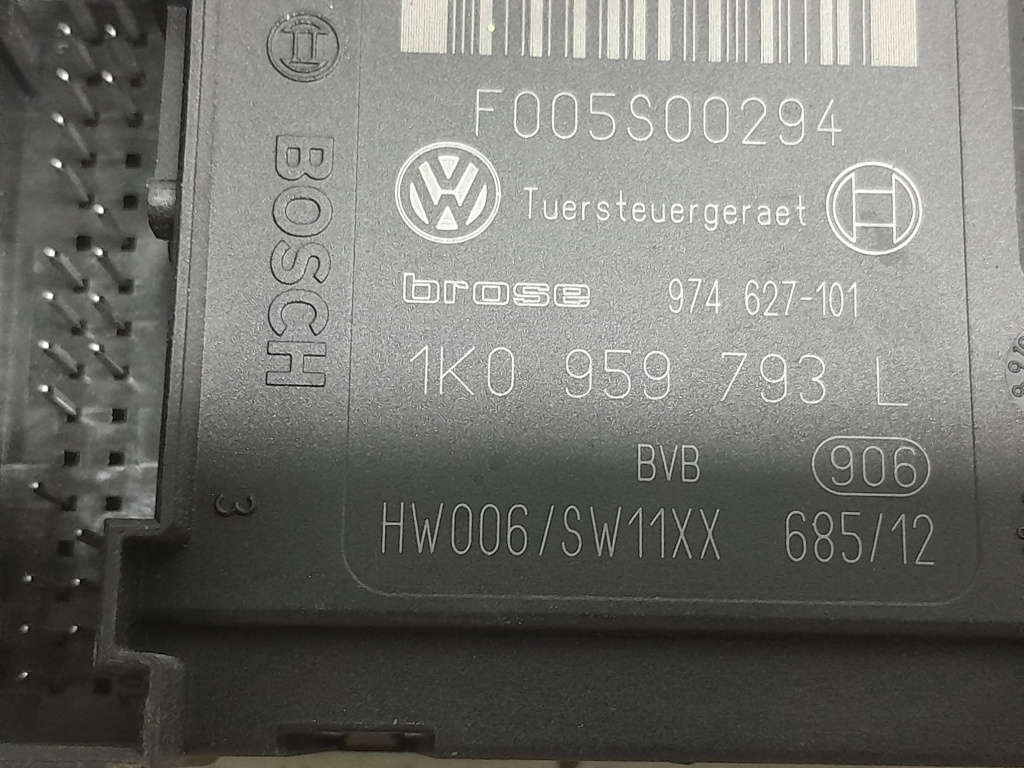 F005S00294
Tuersteuergeraet
brose 974 627-101
1K0 959 793 L
BVB 906
HW006/SW11XX 685/12
BOSCH
3